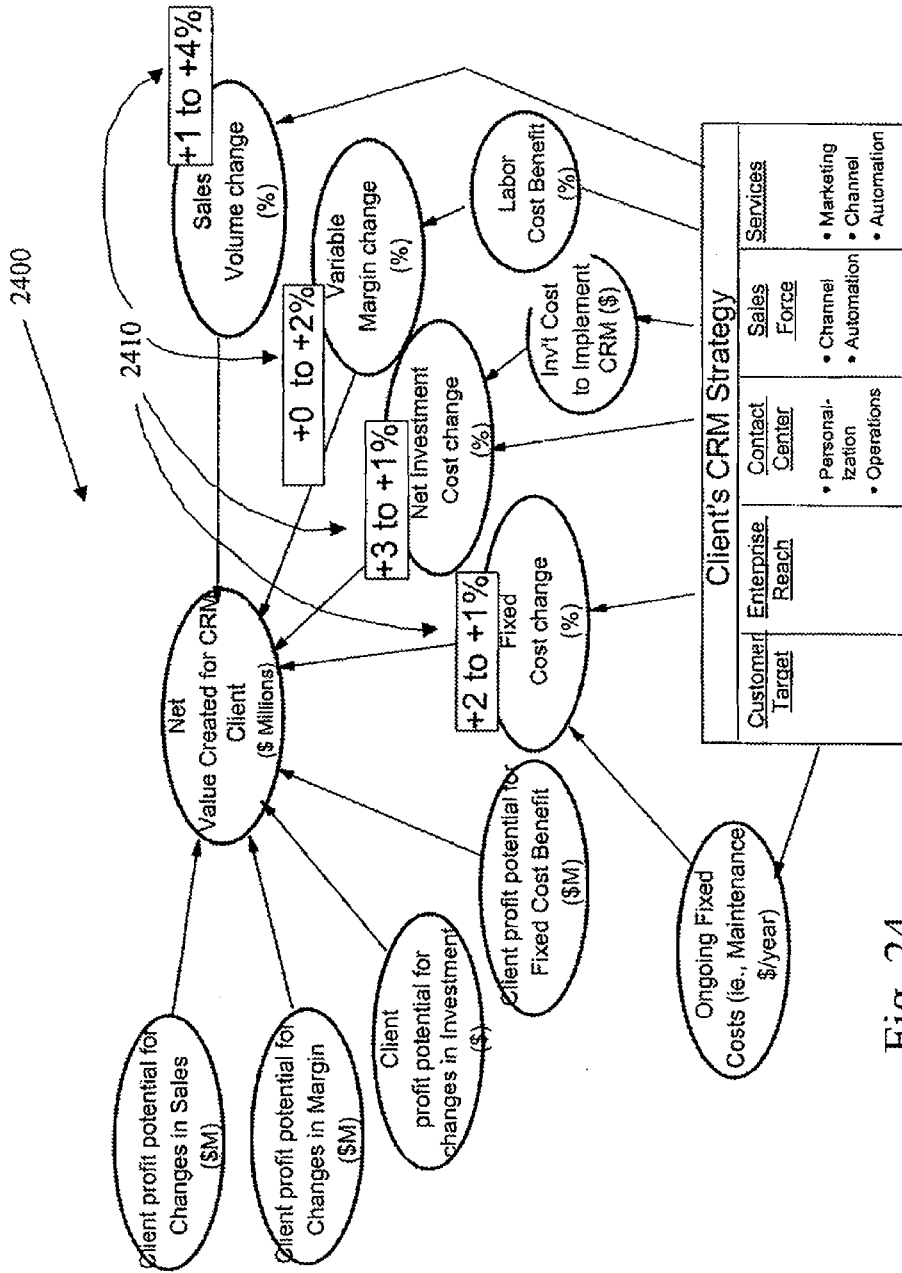 2400
2410
+1 to +4%
Sales
Volume change
(%)
+0 to +2%
Variable
Margin change
(%)
+3 to +1%
Net Investment
Cost change
(%)
+2 to +1%
Fixed
Cost change
(%)
Labor
Cost Benefit
(%)
Inv't Cost
to Implement
CRM ($)
Net
Value Created for CRM
Client
($ Millions)
Client profit potential for
Changes in Sales
($M)
Client profit potential for
Changes in Margin
($M)
Client
profit potential for
changes in Investment
($)
Client profit potential for
Fixed Cost Benefit
($M)
Ongoing Fixed
Costs (ie., Maintenance
$/year)
Client's CRM Strategy
Customer
Target
Enterprise
Reach
Contact
Center
• Personal-
Ization
• Operations
Sales
Force
• Channel
• Automation
Services
• Marketing
• Channel
• Automation
Fig. 24